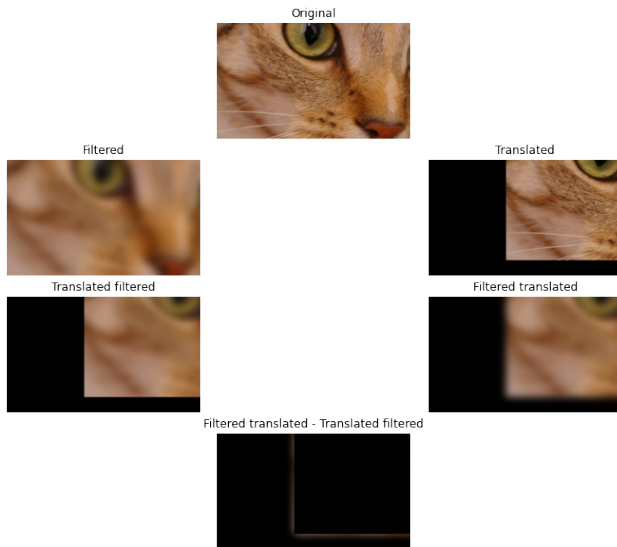 Original
Filtered
Translated
Translated filtered
Filtered translated
Filtered translated - Translated filtered